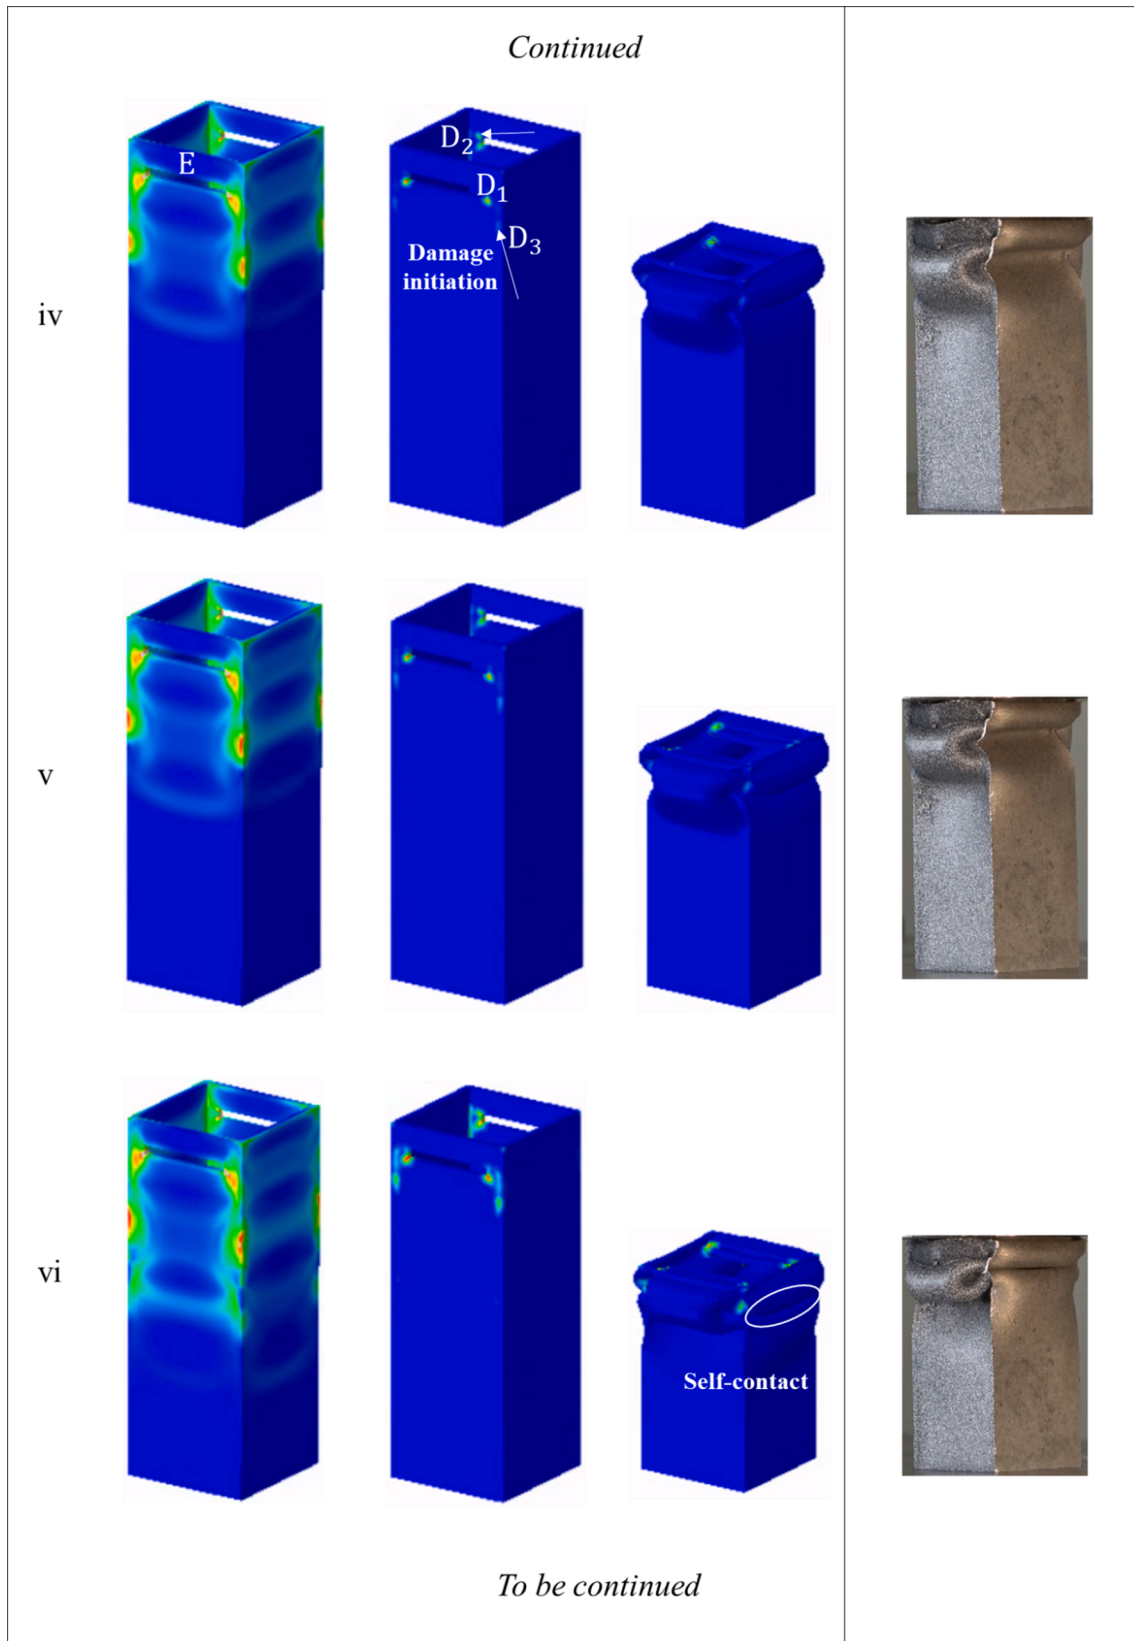 Continued
E
D₂
D₁
D₃
Damage
initiation
iv
v
vi
Self-contact
To be continued